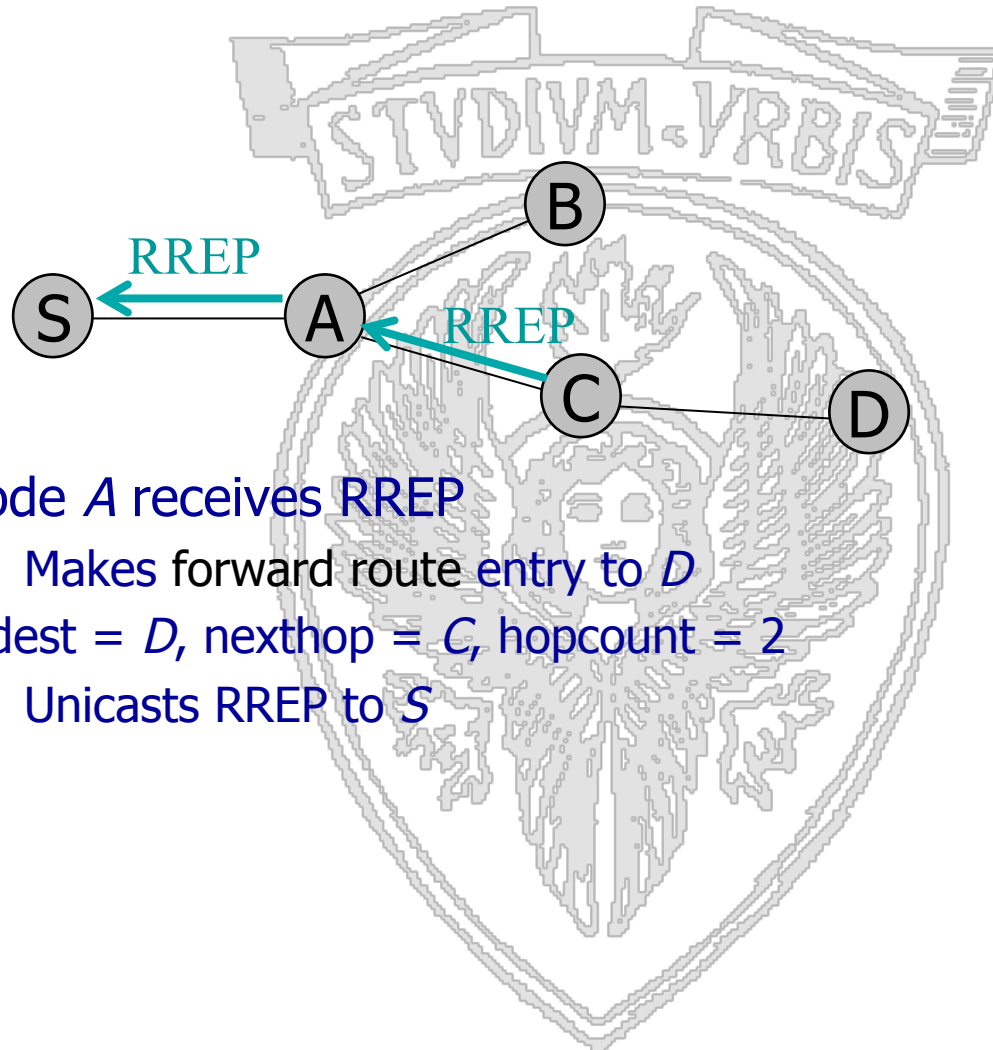 STVDIVM VRBIS
B
RREP
S
A
RREP
C
D
ode A receives RREP
Makes forward route entry to D
dest = D, nexthop = C, hopcount = 2
Unicasts RREP to S